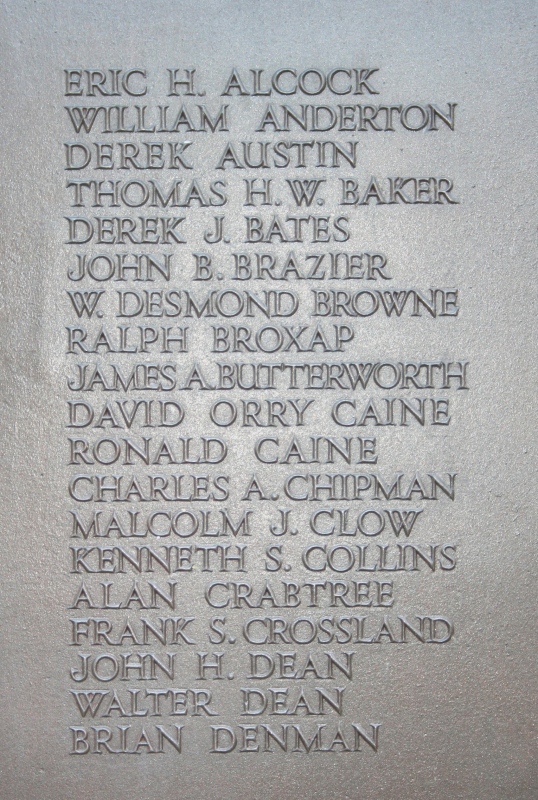 ERIC H. ALCOCK
WILLIAM ANDERTON
DEREK AUSTIN
THOMAS H. W. BAKER
DEREK J. BATES
JOHN B. BRAZIER
W. DESMOND BROWNE
RALPH BROXAP
JAMES A. BUTTERWORTH
DAVID ORRY CAINE
RONALD CAINE
CHARLES A. CHIPMAN
MALCOLM J. CLOW
KENNETH S. COLLINS
ALAN CRABTREE
FRANK S. CROSSLAND
JOHN H. DEAN
WALTER DEAN
BRIAN DENMAN